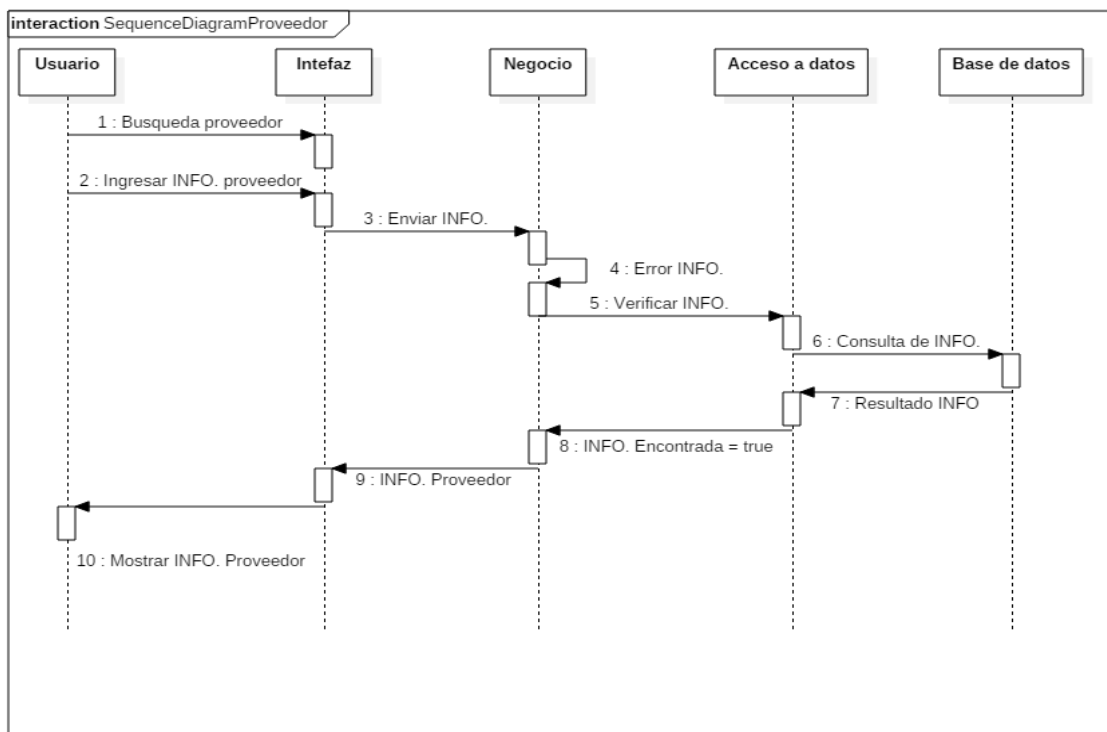 interaction SequenceDiagramProveedor
Usuario
Intefaz
Negocio
Acceso a datos
Base de datos
1 : Busqueda proveedor
2 : Ingresar INFO. proveedor
3 : Enviar INFO.
4 : Error INFO.
5 : Verificar INFO.
6 : Consulta de INFO.
7 : Resultado INFO
8 : INFO. Encontrada = true
9 : INFO. Proveedor
10 : Mostrar INFO. Proveedor